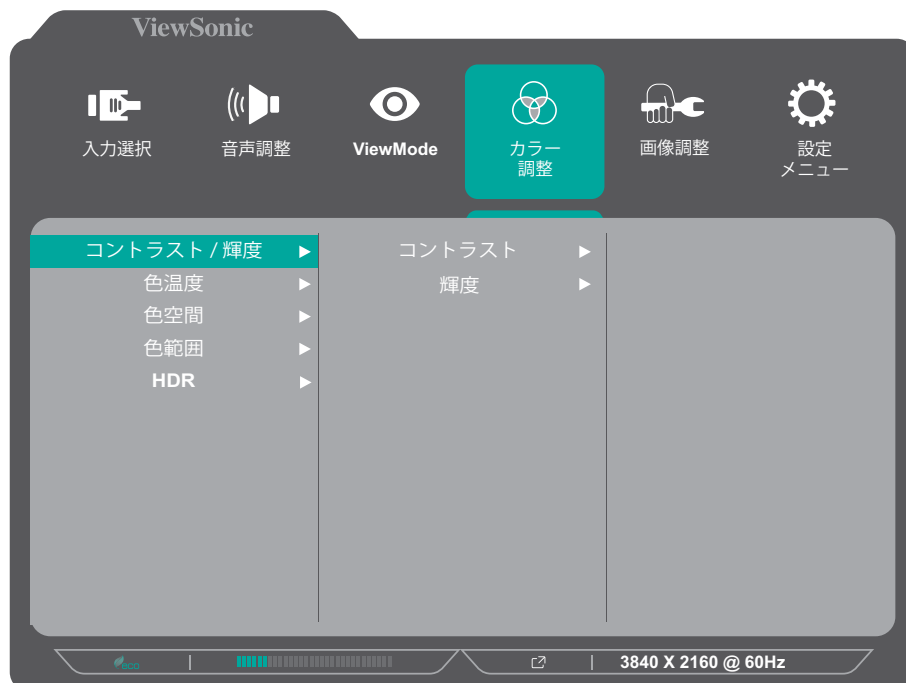 ViewSonic
入力選択
音声調整
ViewMode
カラー
調整
画像調整
設定
メニュー
コントラスト / 輝度
色温度
色空間
色範囲
HDR
コントラスト
輝度
eco
3840 X 2160 @ 60Hz